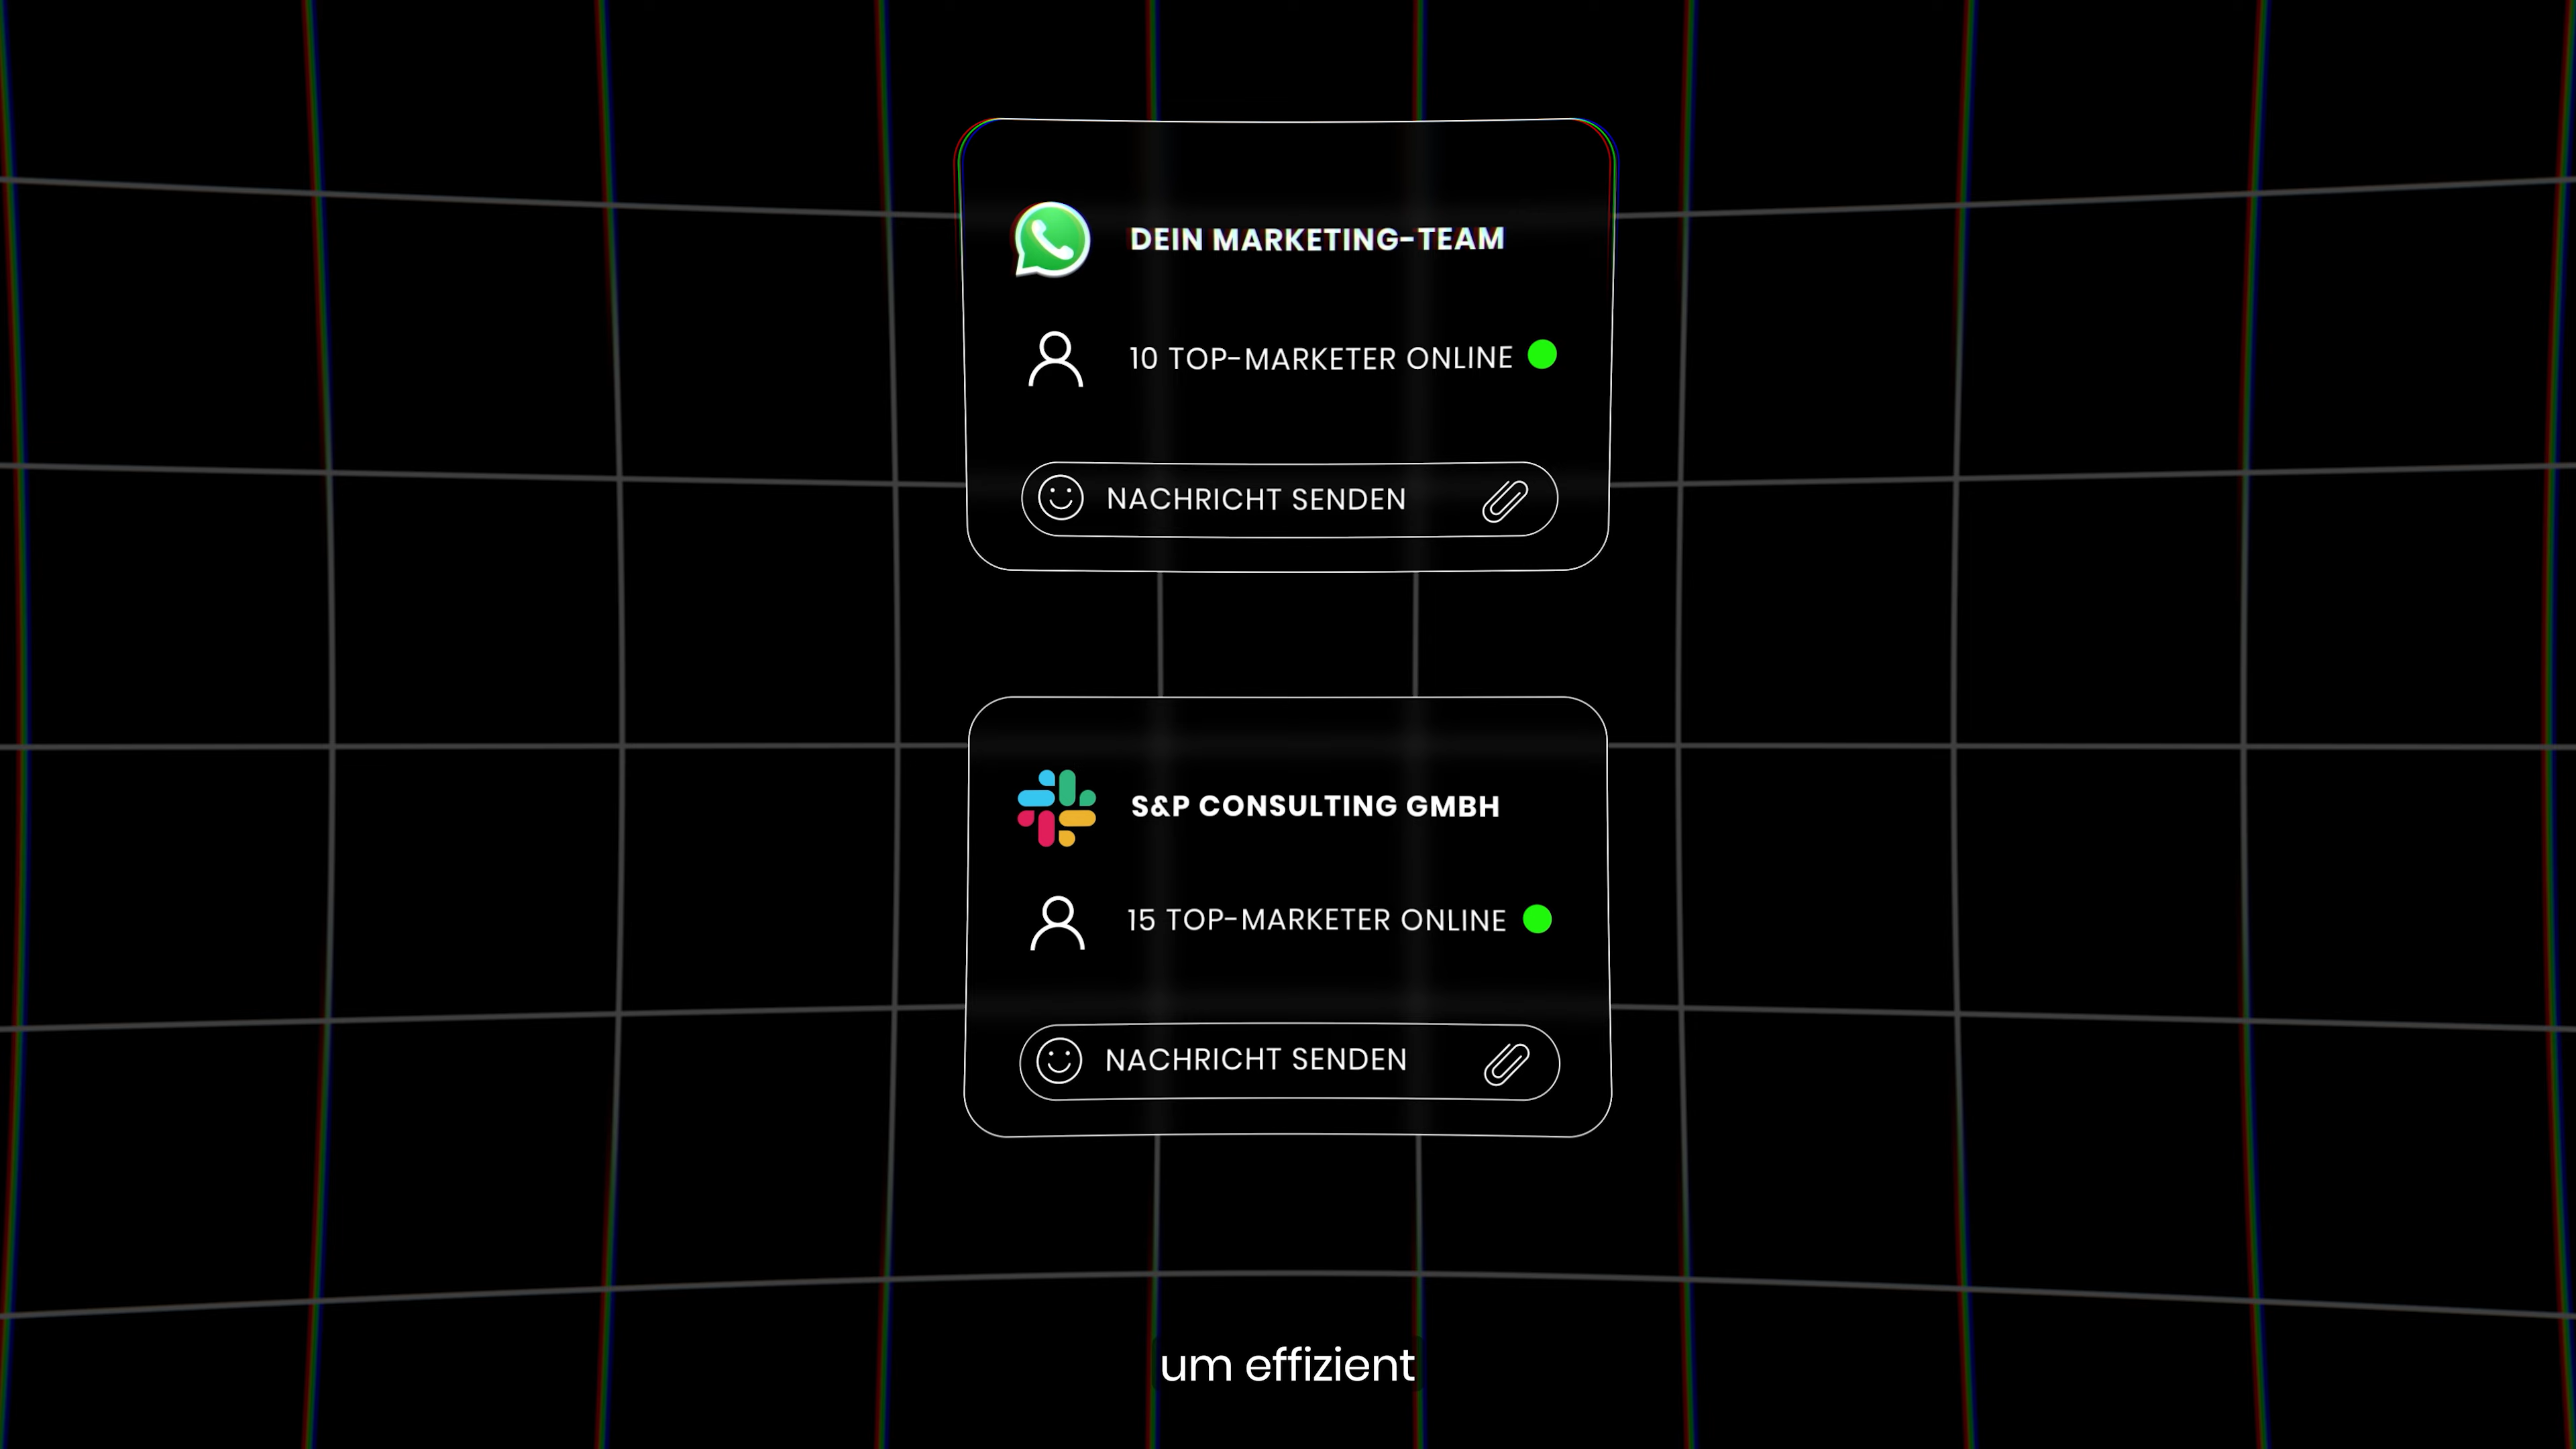 DEIN MARKETING-TEAM
10 TOP-MARKETER ONLINE
NACHRICHT SENDEN
S&P CONSULTING GMBH
15 TOP-MARKETER ONLINE
NACHRICHT SENDEN
um effizient